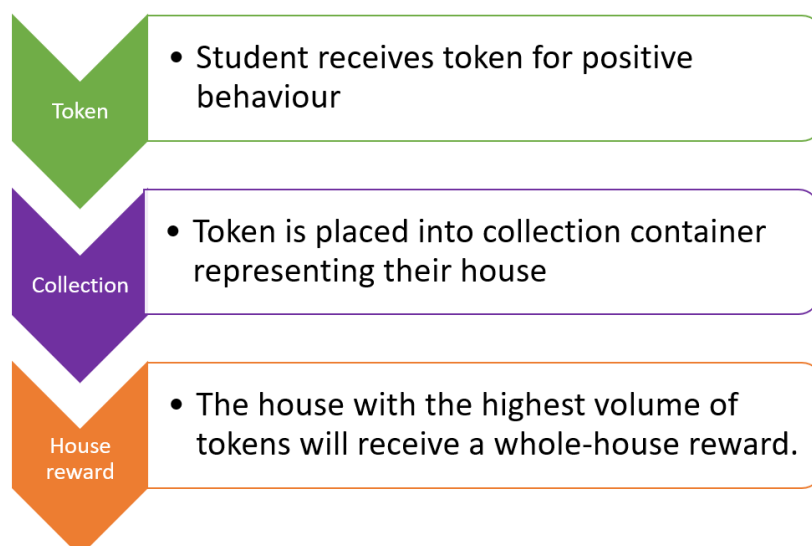 Token
• Student receives token for positive
behaviour
Collection
• Token is placed into collection container
representing their house
House
reward
• The house with the highest volume of
tokens will receive a whole-house reward.